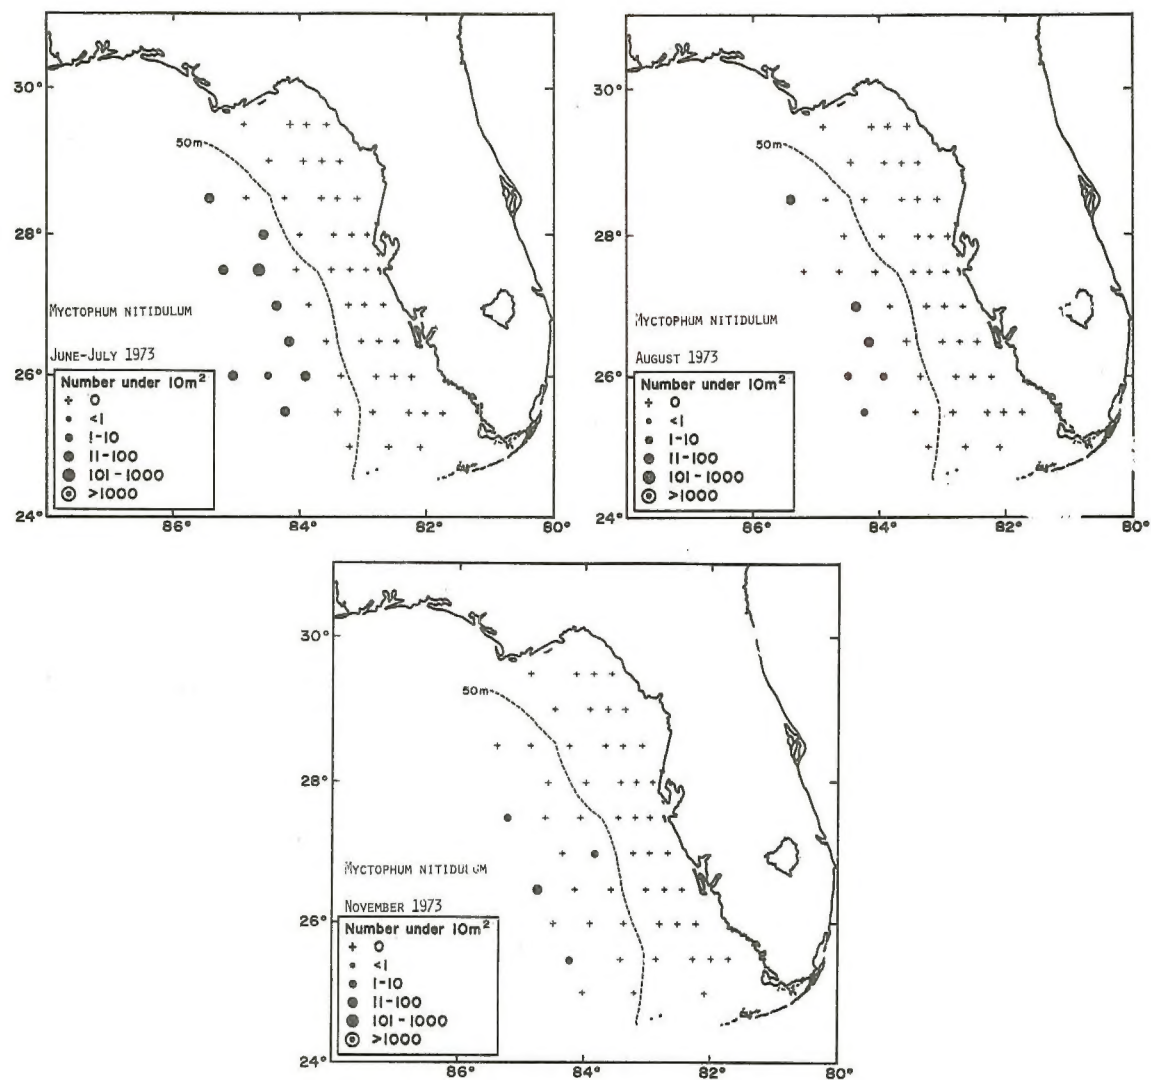 30°
50m
28°
MYCTOPHUM NITIDULUM
JUNE-JULY 1973
26°
Number under 10m²
+ 0
<1
1-10
11-100
101-1000
>1000
24°
86° 84° 82° 80°
30°
50m
28°
MYCTOPHUM NITIDULUM
AUGUST 1973
26°
Number under 10m²
+ 0
<1
1-10
11-100
101-1000
>1000
24°
86° 84° 82° 80°
30°
50m
28°
MYCTOPHUM NITIDULUM
NOVEMBER 1973
26°
Number under 10m²
+ 0
<1
1-10
11-100
101-1000
>1000
24°
86° 84° 82° 80°